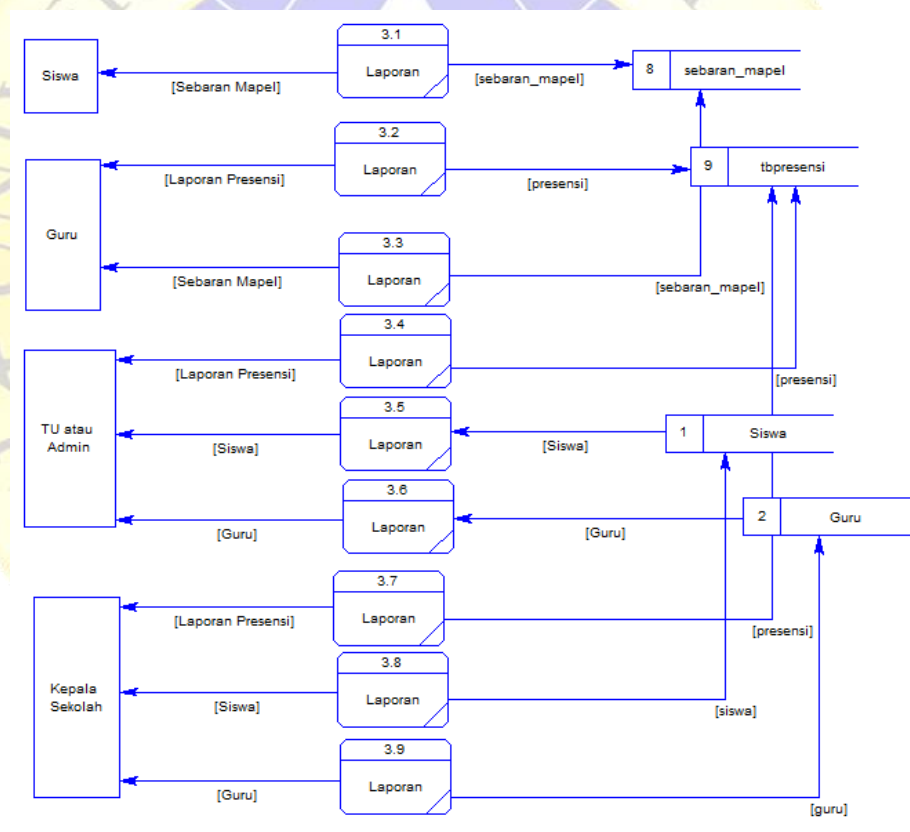 3.1
Siswa
Laporan
8
sebaran_mapel
[Sebaran Mapel]
[sebaran_mapel]
3.2
Laporan
9
tbpresensi
[Laporan Presensi]
[presensi]
Guru
3.3
Laporan
[Sebaran Mapel]
[sebaran_mapel]
3.4
Laporan
[Laporan Presensi]
[presensi]
TU atau
Admin
3.5
Laporan
1
Siswa
[Siswa]
[Siswa]
3.6
Laporan
2
Guru
[Guru]
[Guru]
3.7
Laporan
[Laporan Presensi]
[presensi]
Kepala
Sekolah
3.8
Laporan
[Siswa]
[siswa]
3.9
Laporan
[Guru]
[guru]